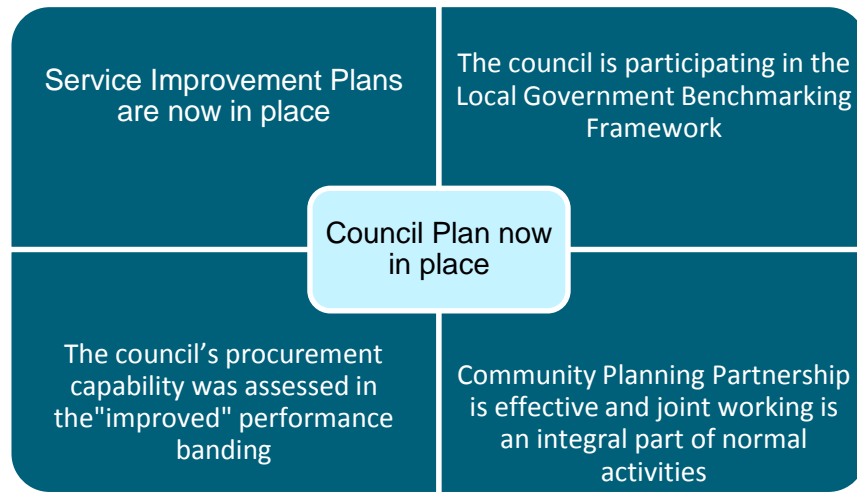 Service Improvement Plans
are now in place
The council is participating in the
Local Government Benchmarking
Framework
Council Plan now
in place
The council’s procurement
capability was assessed in
the"improved" performance
banding
Community Planning Partnership
is effective and joint working is
an integral part of normal
activities